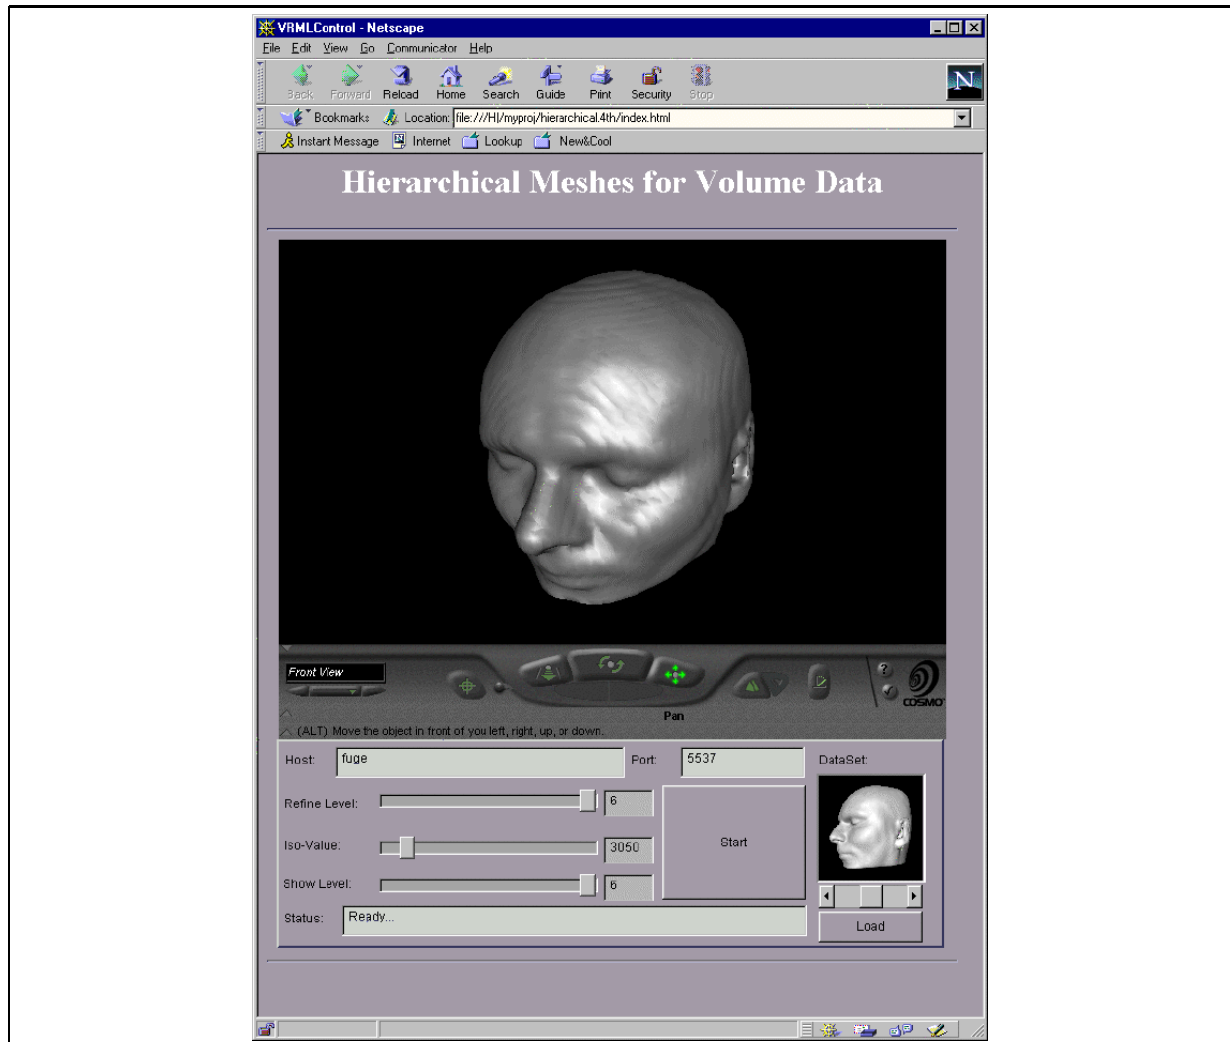 VRMLControl - Netscape
File Edit View Go Communicator Help
Back Forward Reload Home Search Guide Print Security Stop
N
Bookmarks Location: file:///H|/myproj/hierarchical.4th/index.html
Instant Message Internet Lookup New&Cool
Hierarchical Meshes for Volume Data
Front View
?
COSMO
Pan
(ALT) Move the object in front of you left, right, up, or down.
Host: fuge Port: 5537 DataSet:
Refine Level: 6
Iso-Value: 3050 Start
Show Level: 6
Status: Ready...
Load